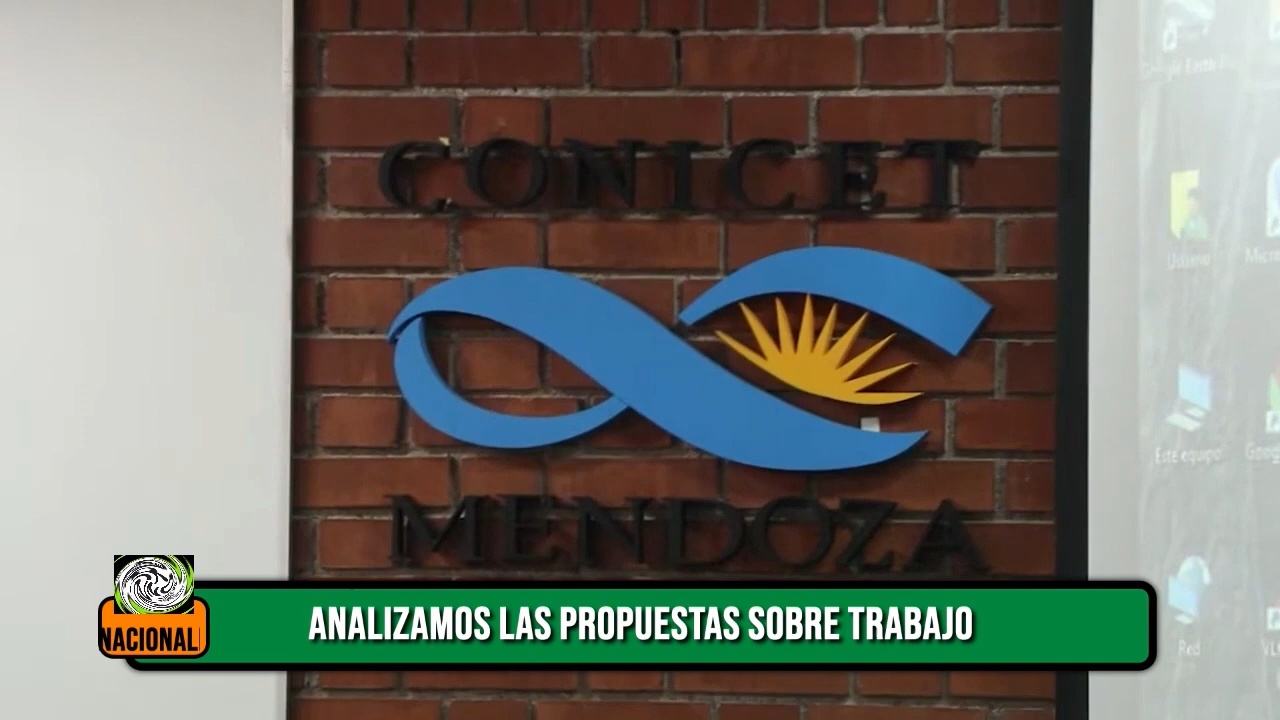 CONICET
MENDOZA
Usuario
Este equipo
Red
NACIONAL
ANALIZAMOS LAS PROPUESTAS SOBRE TRABAJO